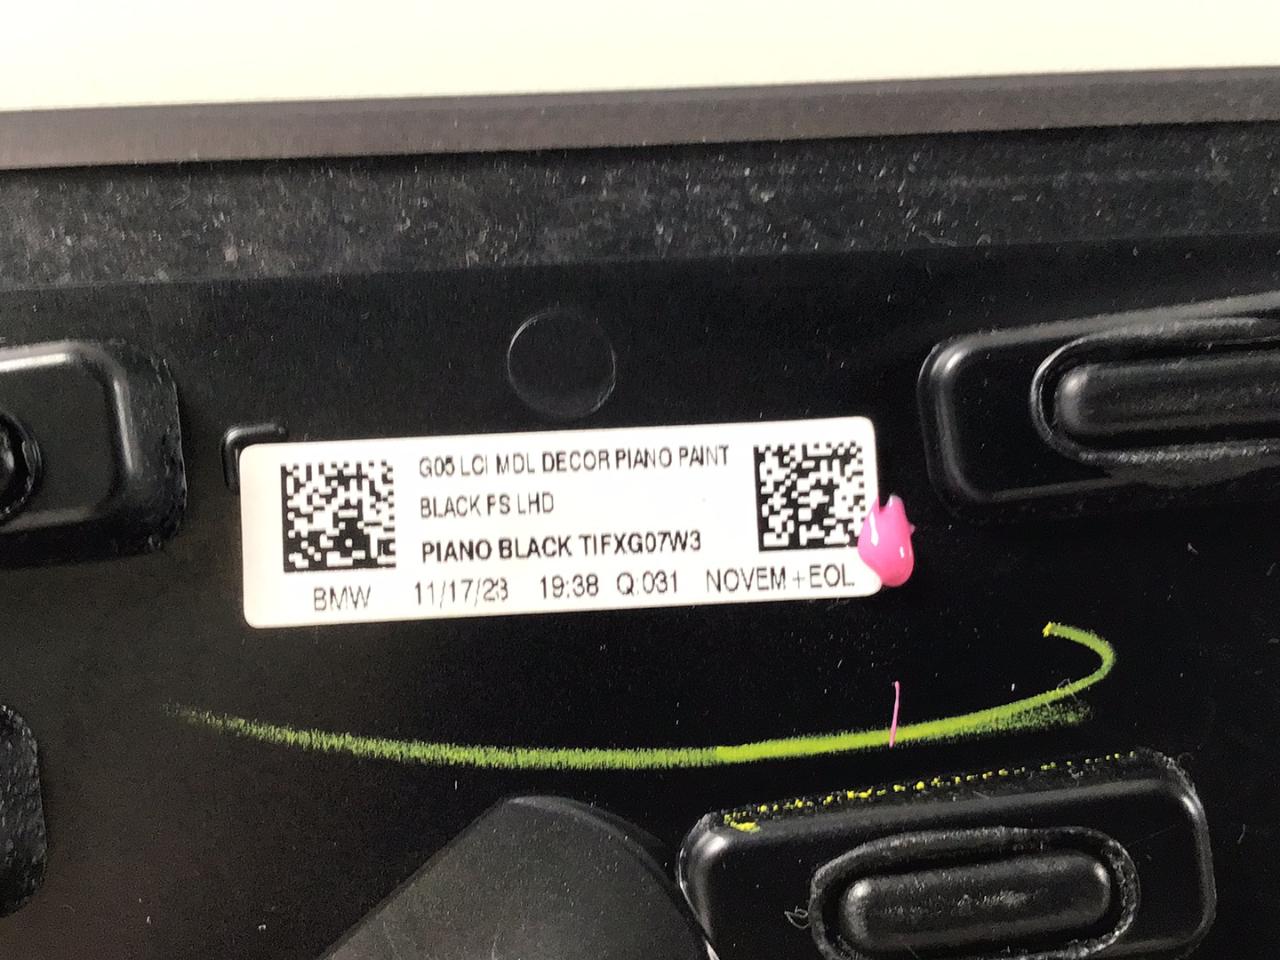 G05 LCI MDL DECOR PIANO PAINT
BLACK FS LHD
PIANO BLACK TIFXG07W3
BMW 11/17/23 19:38 Q:031 NOVEM+EOL